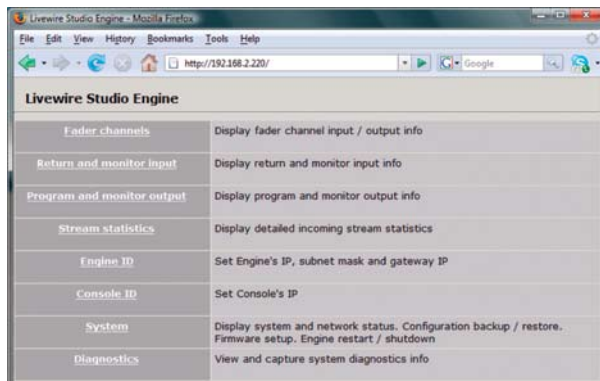 Livewire Studio Engine - Mozilla Firefox
File Edit View History Bookmarks Tools Help
http://192.168.2.220/
Google
Livewire Studio Engine
Fader channels Display fader channel input / output info
Return and monitor input Display return and monitor input info
Program and monitor output Display program and monitor output info
Stream statistics Display detailed incoming stream statistics
Engine ID Set Engine's IP, subnet mask and gateway IP
Console ID Set Console's IP
System Display system and network status. Configuration backup / restore.
Firmware setup. Engine restart / shutdown
Diagnostics View and capture system diagnostics info